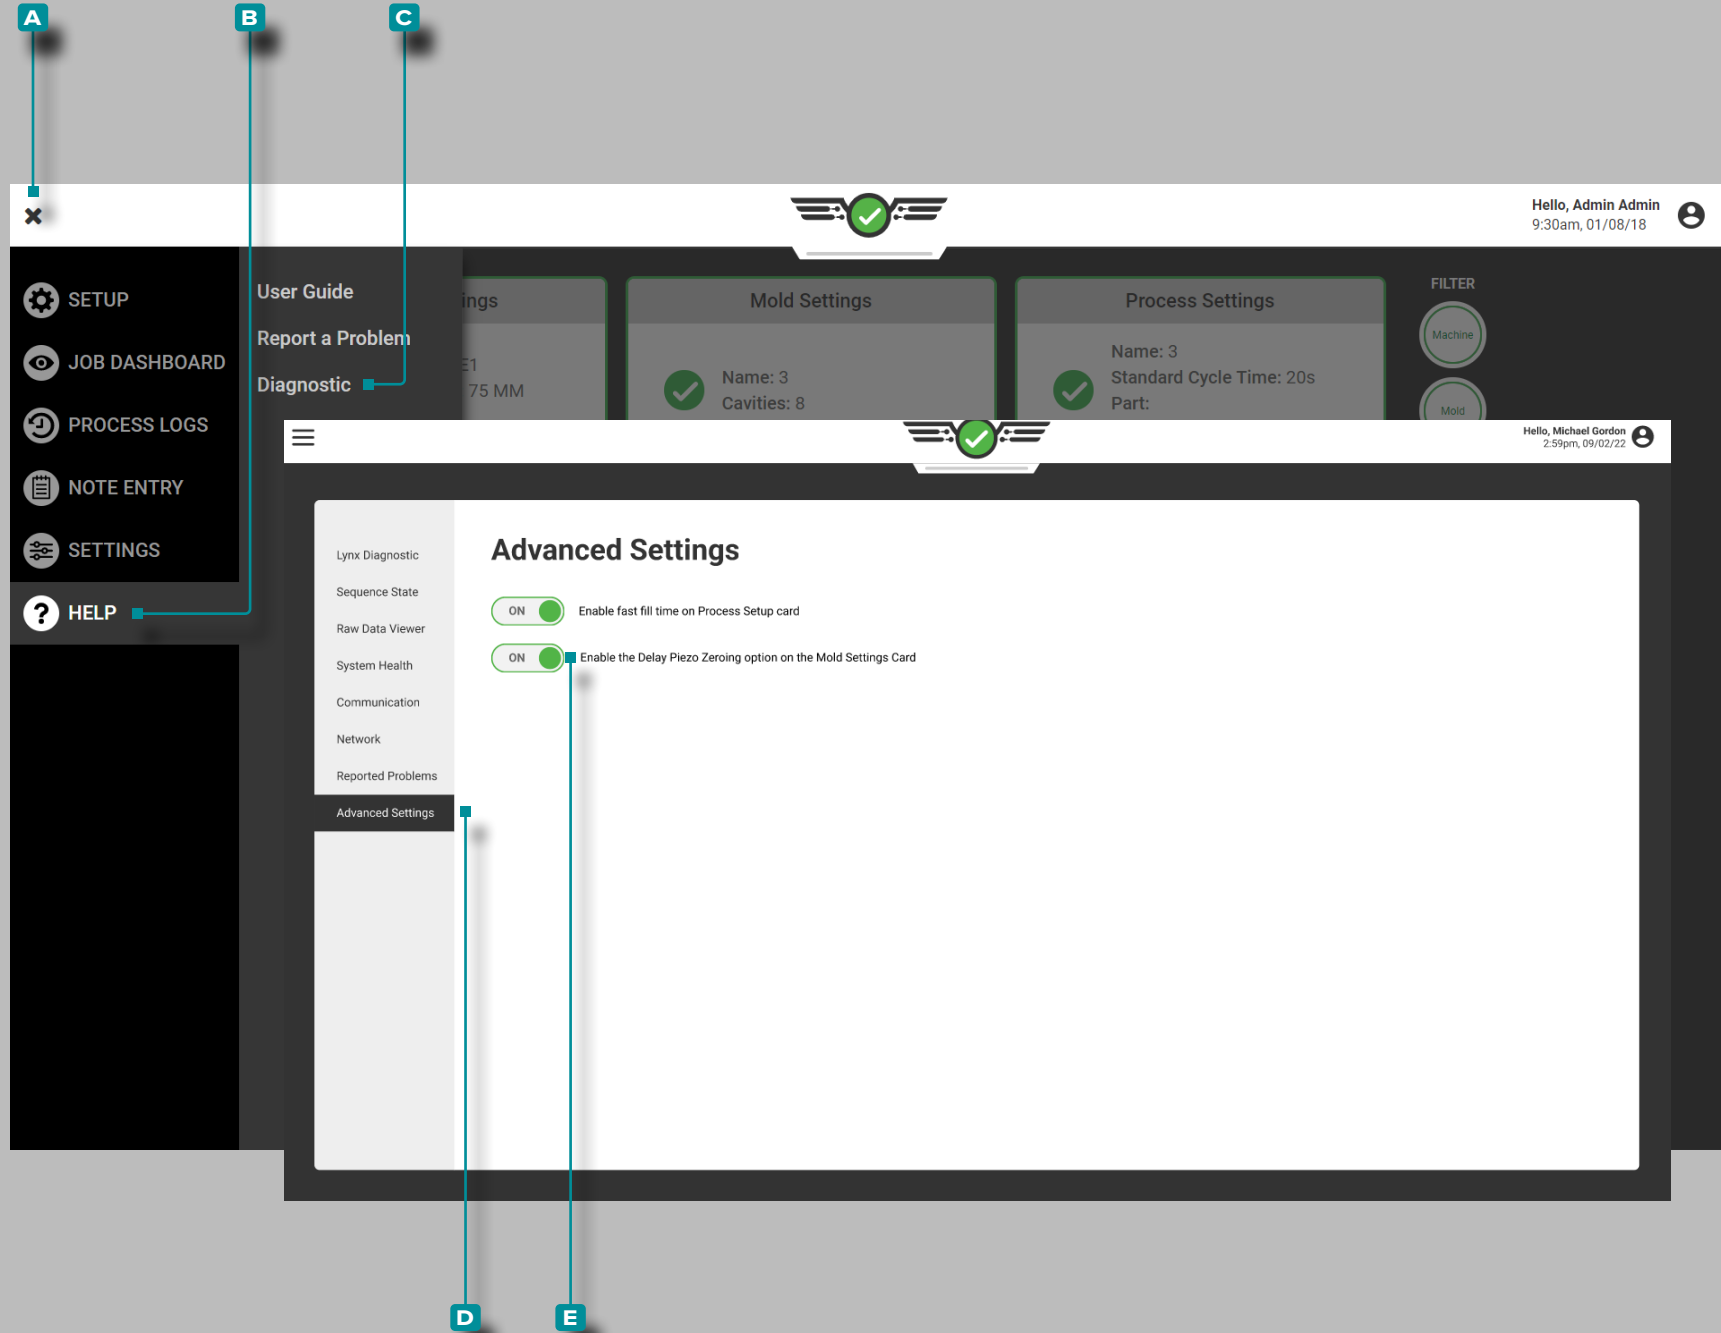 A
B
C
Hello, Admin Admin
9:30am, 01/08/18
SETUP
JOB DASHBOARD
PROCESS LOGS
NOTE ENTRY
SETTINGS
HELP
User Guide
Report a Problem
Diagnostic
ings
E1
75 MM
Mold Settings
Name: 3
Cavities: 8
Process Settings
Name: 3
Standard Cycle Time: 20s
Part:
FILTER
Machine
Mold
Hello, Michael Gordon
2:59pm, 09/02/22
Lynx Diagnostic
Sequence State
Raw Data Viewer
System Health
Communication
Network
Reported Problems
Advanced Settings
Advanced Settings
ON
Enable fast fill time on Process Setup card
ON
Enable the Delay Piezo Zeroing option on the Mold Settings Card
D
E